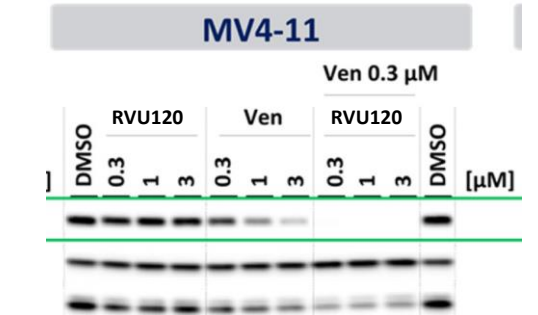 MV4-11
Ven 0.3 µM
RVU120 Ven RVU120
DMSO 0.3 1 3 0.3 1 3 0.3 1 3 DMSO [µM]
]